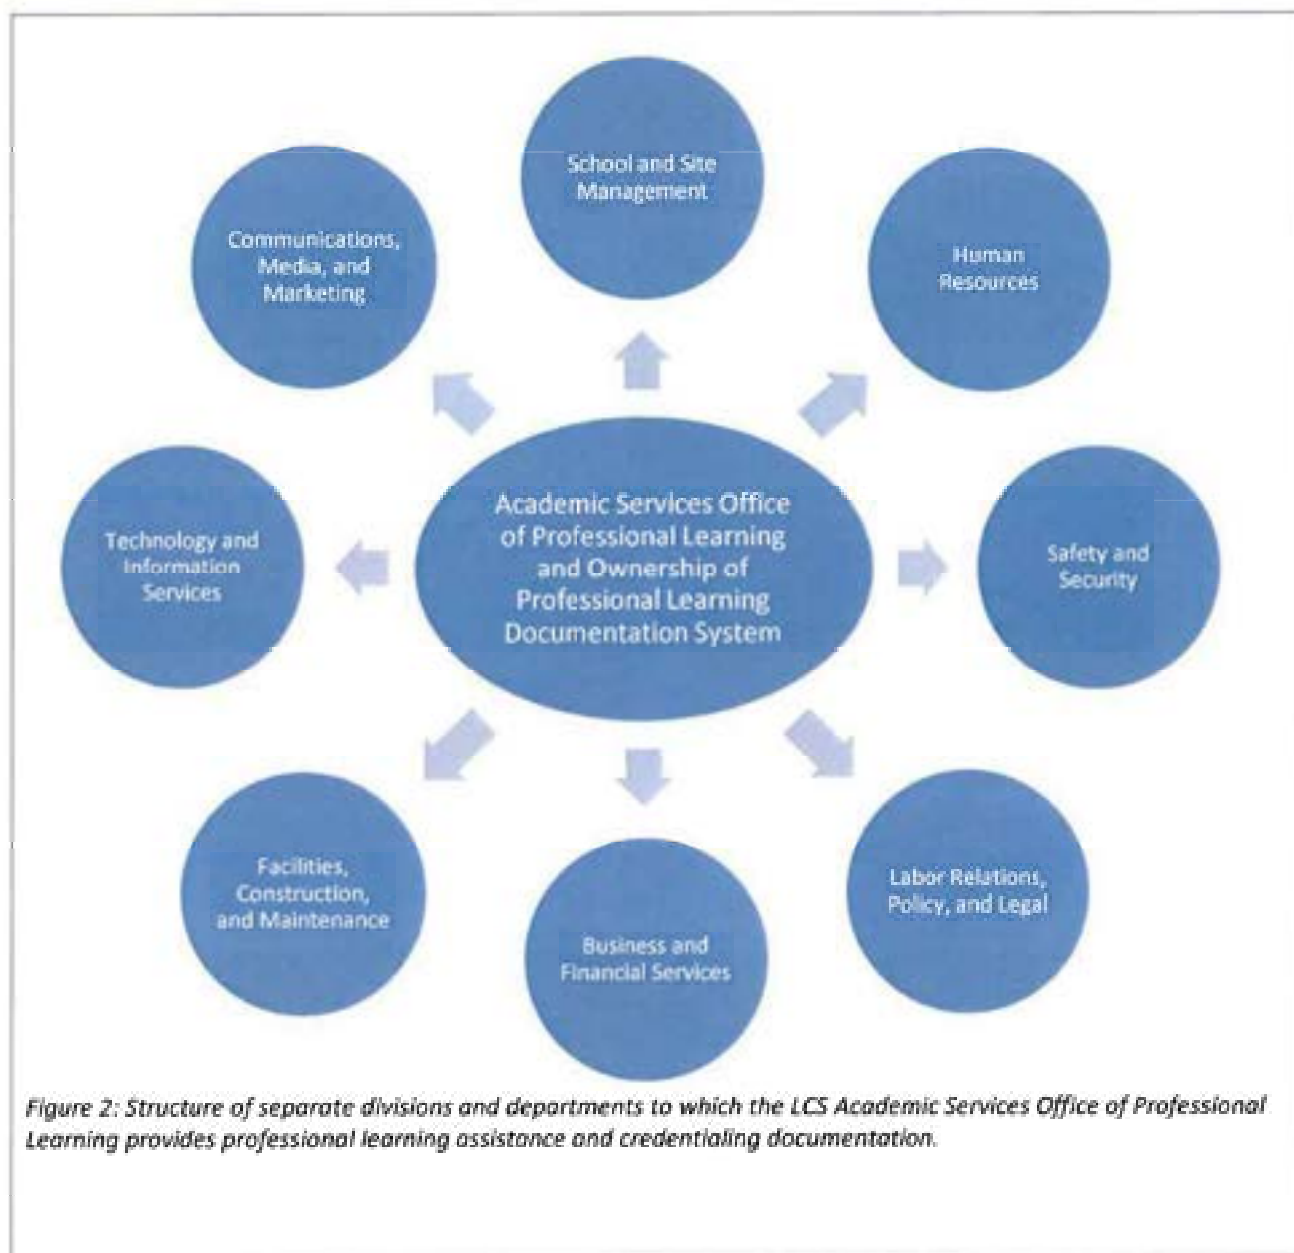 School and Site
Management
Communications,
Media, and
Marketing
Human
Resources
Academic Services Office
of Professional Learning
and Ownership of
Professional Learning
Documentation System
Technology and
Information
Services
Safety and
Security
Facilities,
Construction,
and Maintenance
Labor Relations,
Policy, and Legal
Business and
Financial Services
Figure 2: Structure of separate divisions and departments to which the LCS Academic Services Office of Professional
Learning provides professional learning assistance and credentialing documentation.